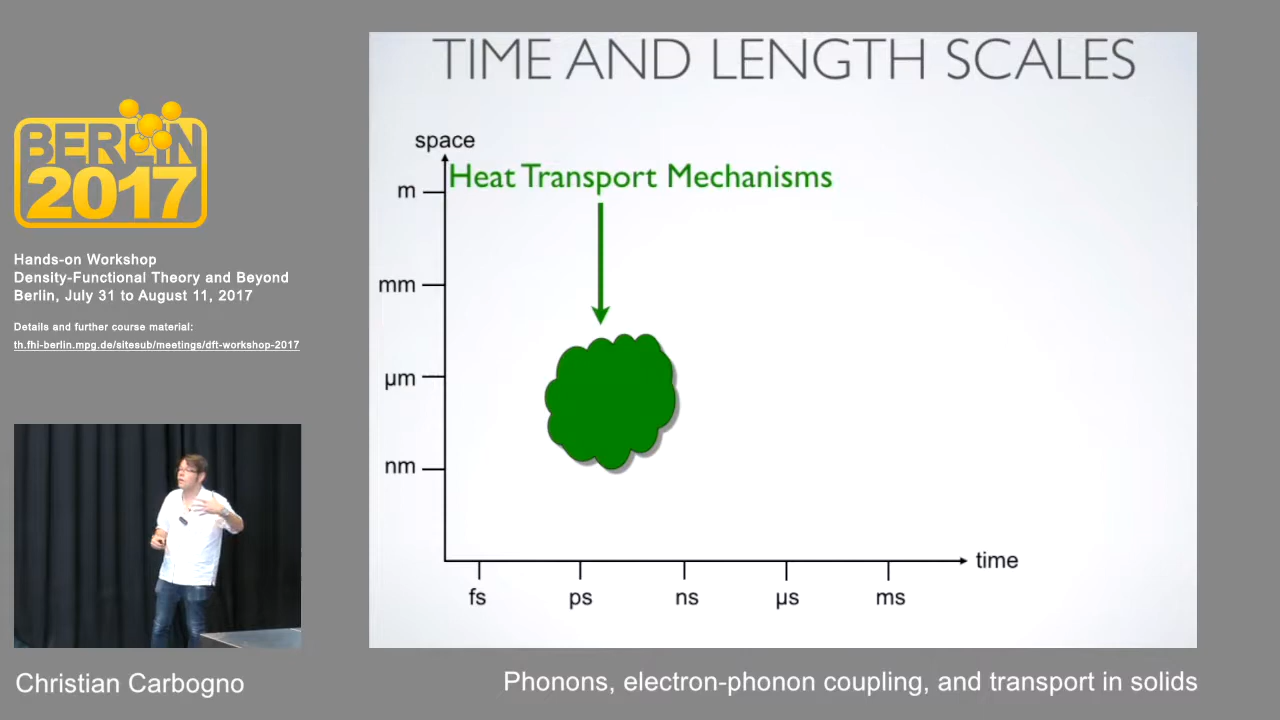 BERLIN
2017
Hands-on Workshop
Density-Functional Theory and Beyond
Berlin, July 31 to August 11, 2017
Details and further course material:
th.fhi-berlin.mpg.de/sitesub/meetings/dft-workshop-2017
TIME AND LENGTH SCALES
space
Heat Transport Mechanisms
m
mm
µm
nm
time
fs
ps
ns
µs
ms
Christian Carbogno
Phonons, electron-phonon coupling, and transport in solids